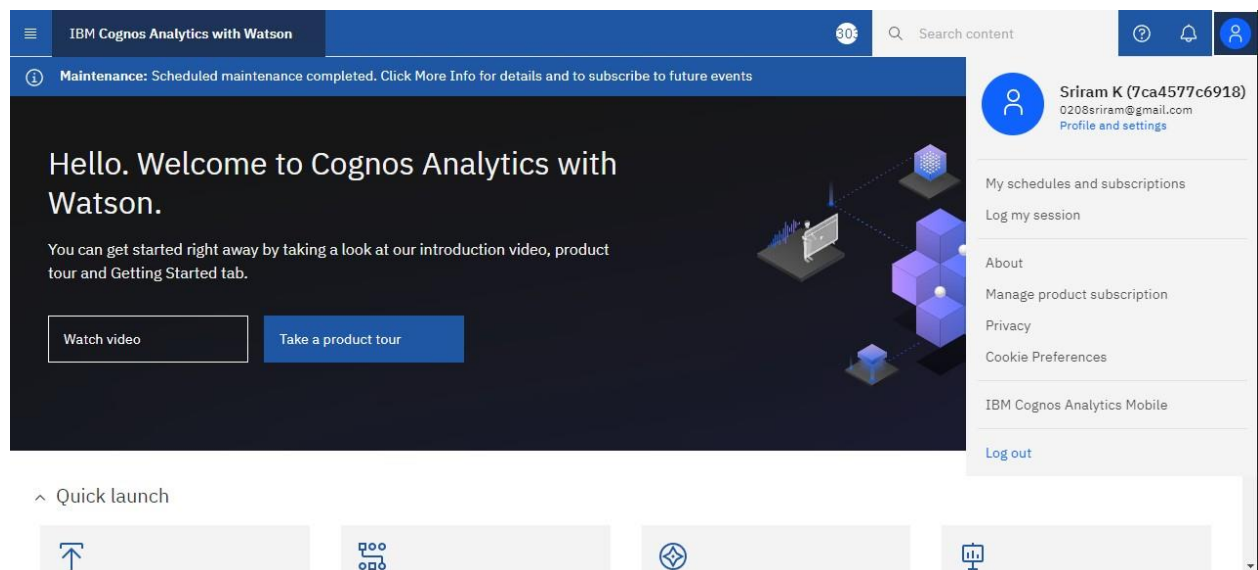 IBM Cognos Analytics with Watson
Search content
Maintenance: Scheduled maintenance completed. Click More Info for details and to subscribe to future events
Sriram K (7ca4577c6918)
0208sriram@gmail.com
Profile and settings
My schedules and subscriptions
Log my session
About
Manage product subscription
Privacy
Cookie Preferences
IBM Cognos Analytics Mobile
Log out
Hello. Welcome to Cognos Analytics with
Watson.
You can get started right away by taking a look at our introduction video, product
tour and Getting Started tab.
Watch video
Take a product tour
Quick launch